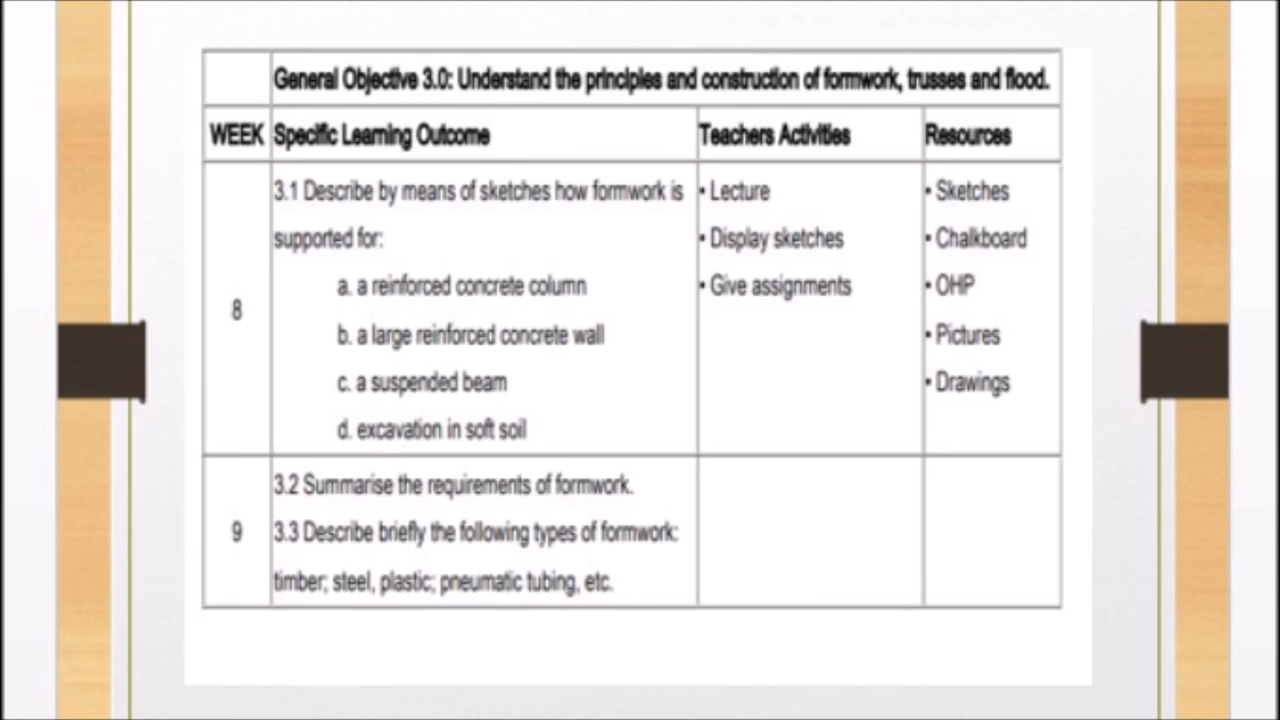 General Objective 3.0: Understand the principles and construction of formwork, trusses and flood.
WEEK Specific Learning Outcome Teachers Activities Resources
8
3.1 Describe by means of sketches how formwork is
supported for:
a. a reinforced concrete column
b. a large reinforced concrete wall
c. a suspended beam
d. excavation in soft soil
• Lecture
• Display sketches
• Give assignments
• Sketches
• Chalkboard
• OHP
• Pictures
• Drawings
9
3.2 Summarise the requirements of formwork.
3.3 Describe briefly the following types of formwork:
timber; steel, plastic; pneumatic tubing, etc.